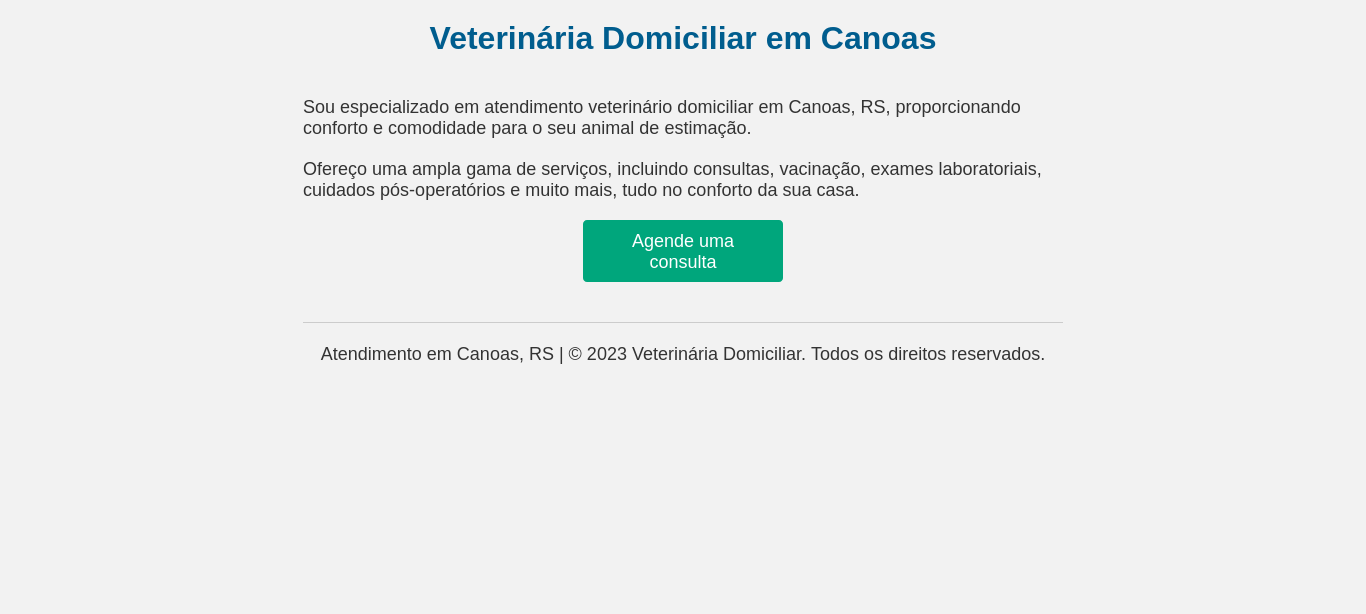 Veterinária Domiciliar em Canoas
Sou especializado em atendimento veterinário domiciliar em Canoas, RS, proporcionando
conforto e comodidade para o seu animal de estimação.
Ofereço uma ampla gama de serviços, incluindo consultas, vacinação, exames laboratoriais,
cuidados pós-operatórios e muito mais, tudo no conforto da sua casa.
Agende uma
consulta
Atendimento em Canoas, RS | © 2023 Veterinária Domiciliar. Todos os direitos reservados.